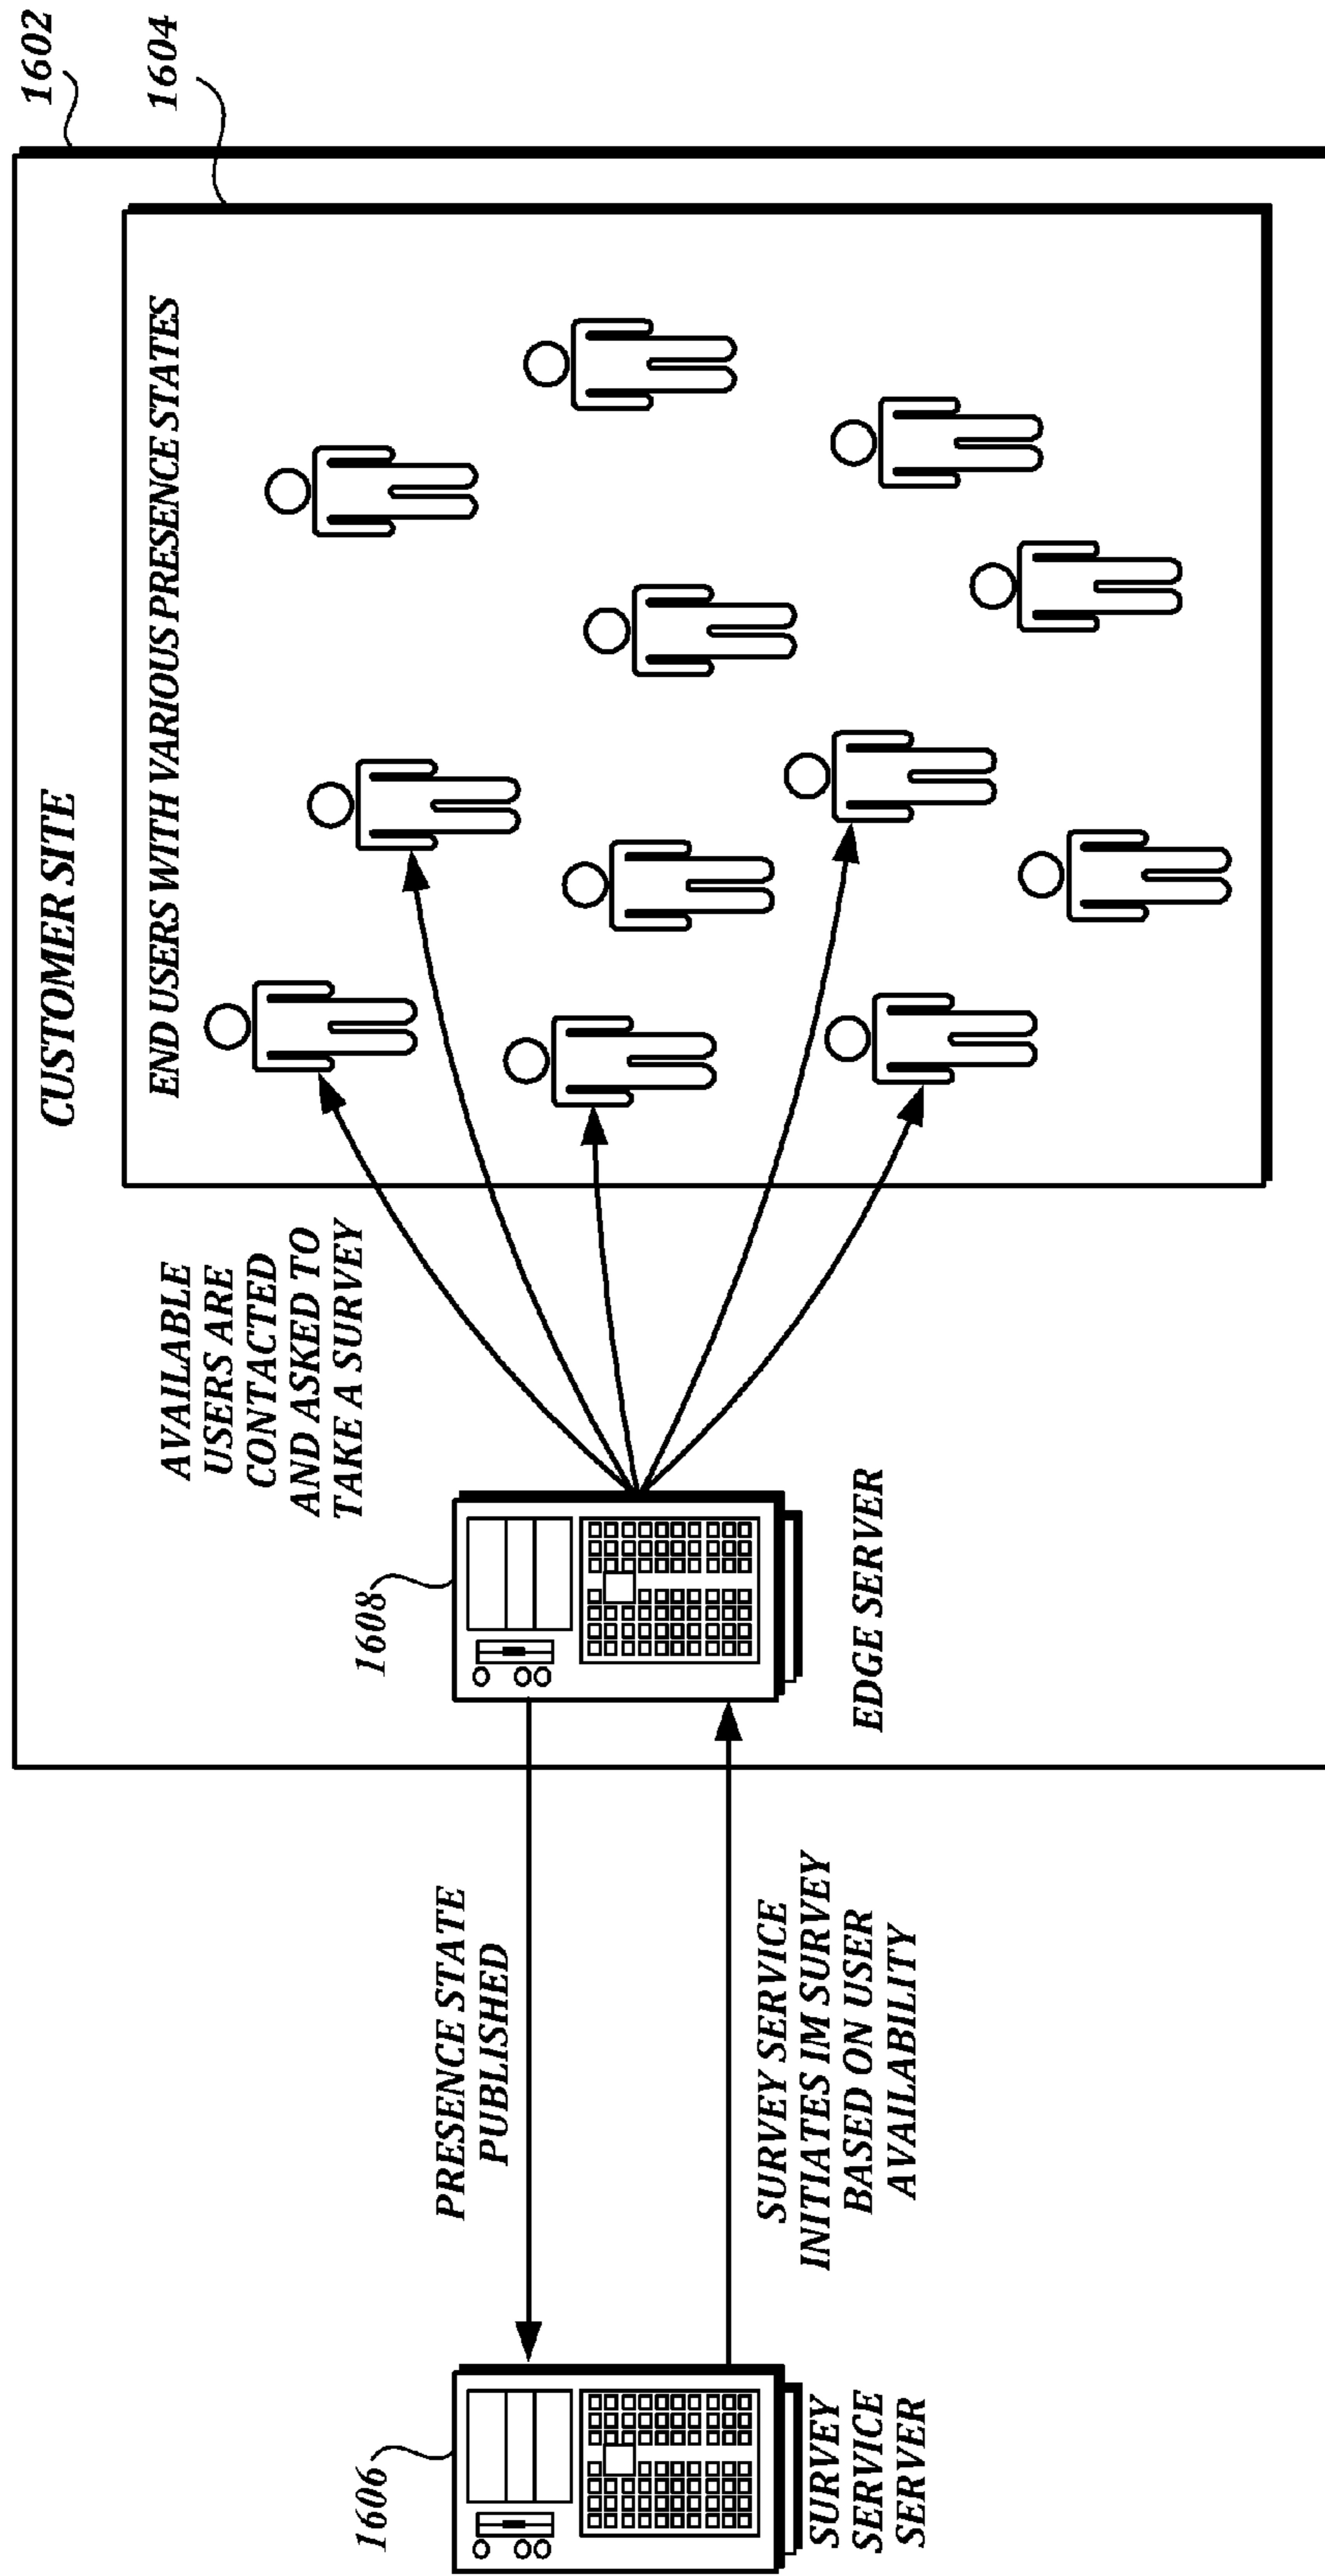 1602
CUSTOMER SITE
1604
END USERS WITH VARIOUS PRESENCE STATES
AVAILABLE
USERS ARE
CONTACTED
AND ASKED TO
TAKE A SURVEY
1606
1608
PRESENCE STATE
PUBLISHED
SURVEY SERVICE
INITIATES IM SURVEY
BASED ON USER
AVAILABILITY
SURVEY
SERVICE
SERVER
EDGE SERVER